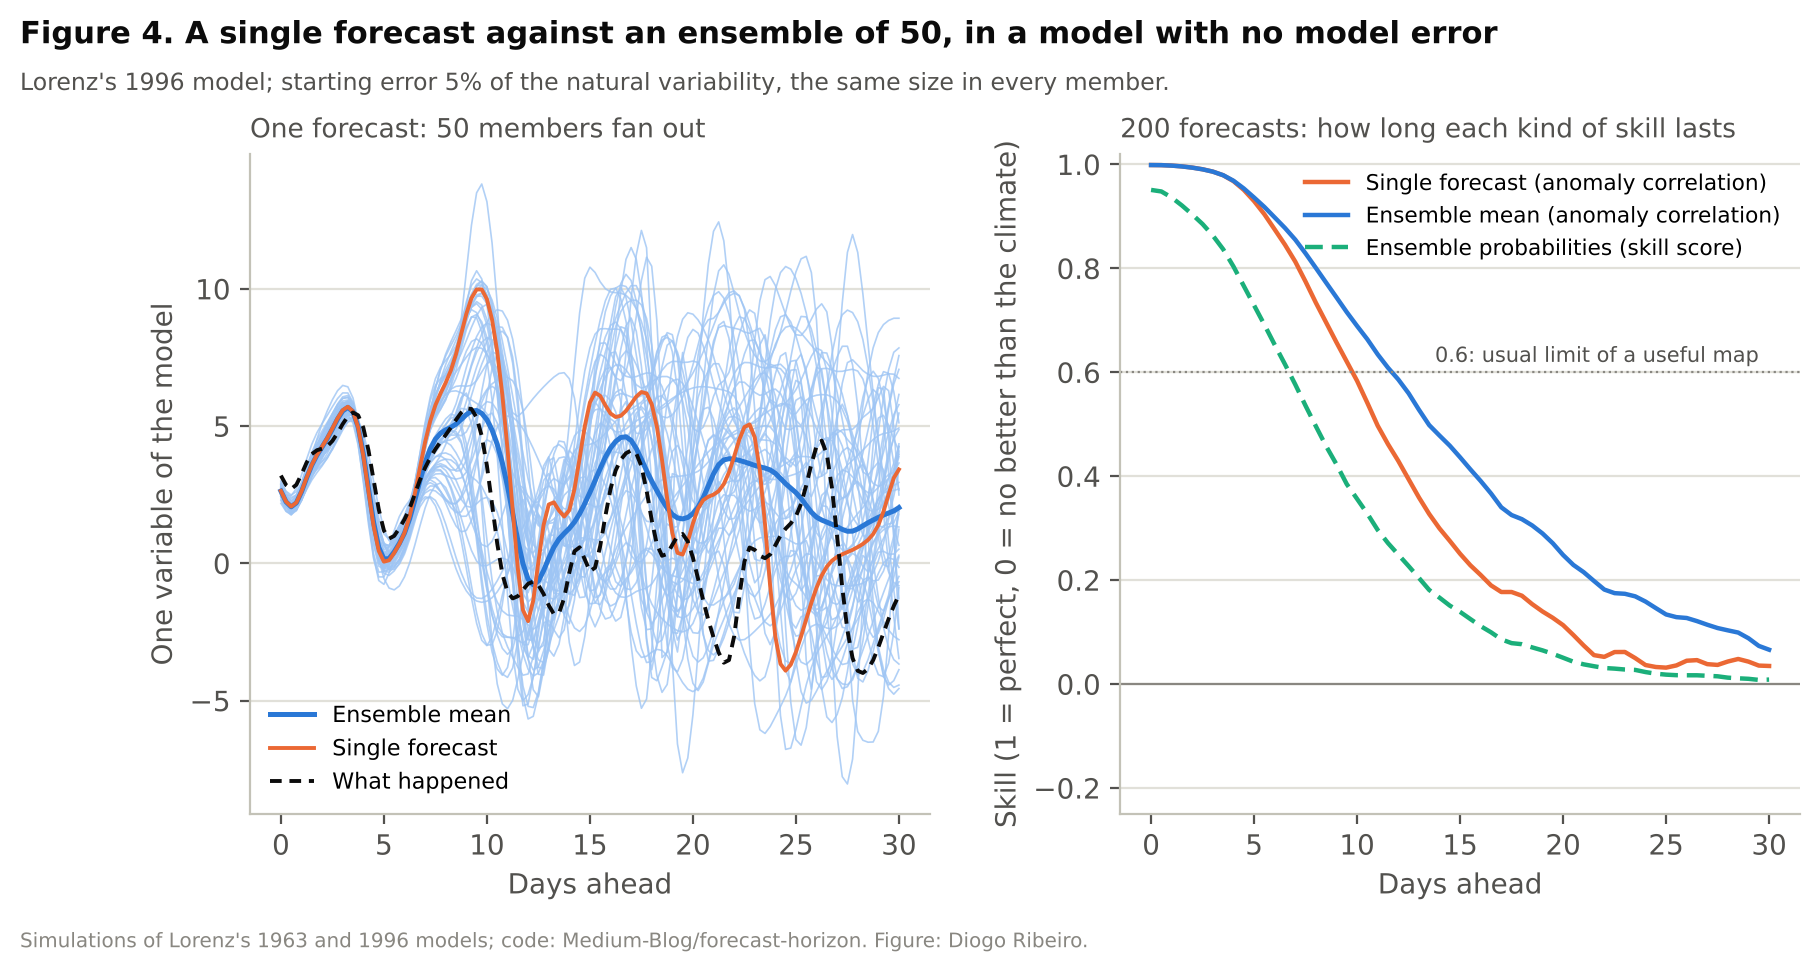 Figure 4. A single forecast against an ensemble of 50, in a model with no model error
Lorenz's 1996 model; starting error 5% of the natural variability, the same size in every member.
One forecast: 50 members fan out
One variable of the model
10
5
0
−5
Ensemble mean
Single forecast
What happened
0 5 10 15 20 25 30
Days ahead
200 forecasts: how long each kind of skill lasts
Skill (1 = perfect, 0 = no better than the climate)
1.0
0.8
0.6
0.4
0.2
0.0
−0.2
Single forecast (anomaly correlation)
Ensemble mean (anomaly correlation)
Ensemble probabilities (skill score)
0.6: usual limit of a useful map
0 5 10 15 20 25 30
Days ahead
Simulations of Lorenz's 1963 and 1996 models; code: Medium-Blog/forecast-horizon. Figure: Diogo Ribeiro.